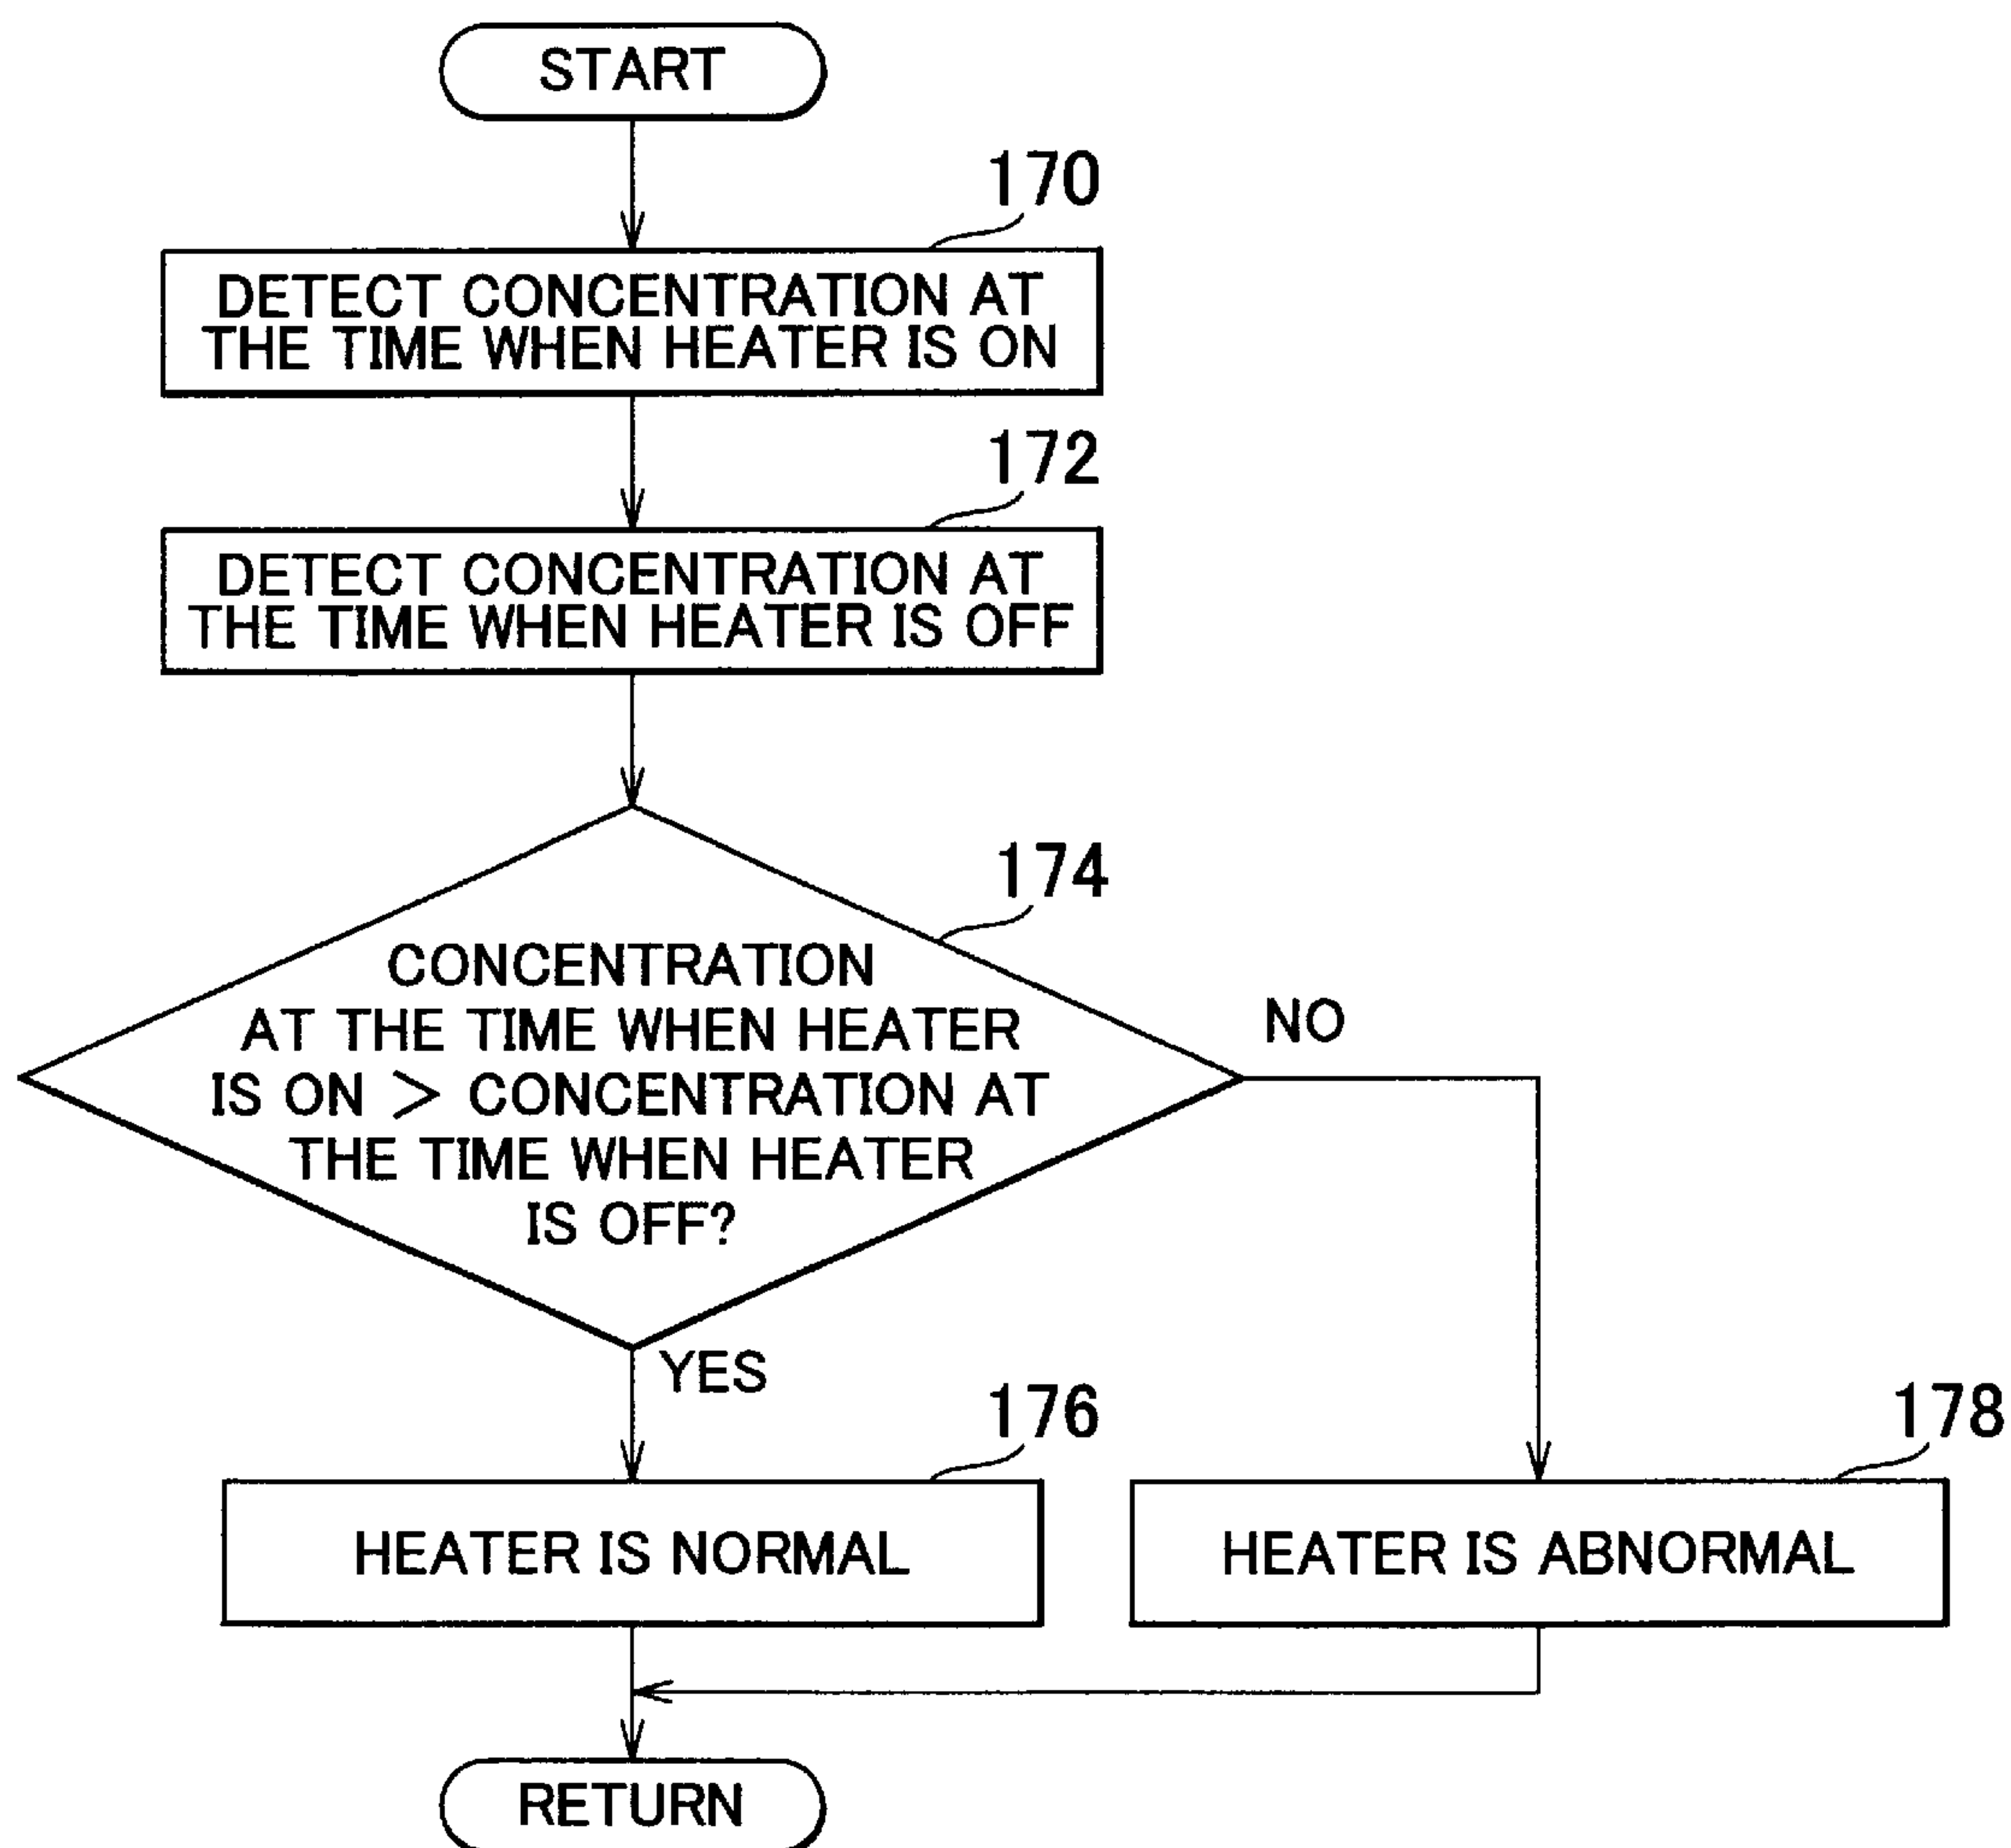 START
170
DETECT CONCENTRATION AT
THE TIME WHEN HEATER IS ON
172
DETECT CONCENTRATION AT
THE TIME WHEN HEATER IS OFF
174
CONCENTRATION
AT THE TIME WHEN HEATER
IS ON > CONCENTRATION AT
THE TIME WHEN HEATER
IS OFF?
NO
YES
176
HEATER IS NORMAL
178
HEATER IS ABNORMAL
RETURN